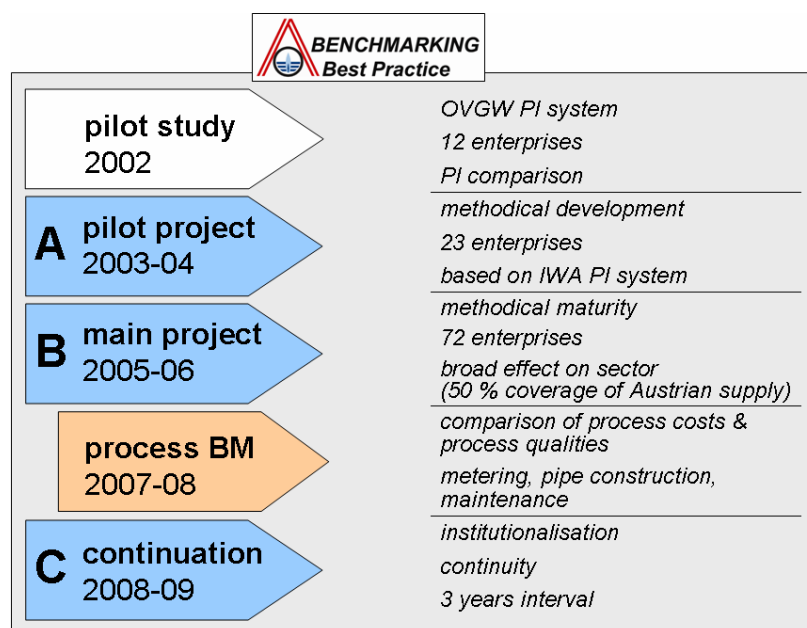 BENCHMARKING
Best Practice
pilot study
2002
OVGW PI system
12 enterprises
PI comparison
A
pilot project
2003-04
methodical development
23 enterprises
based on IWA PI system
B
main project
2005-06
methodical maturity
72 enterprises
broad effect on sector
(50 % coverage of Austrian supply)
process BM
2007-08
comparison of process costs &
process qualities
metering, pipe construction,
maintenance
C
continuation
2008-09
institutionalisation
continuity
3 years interval